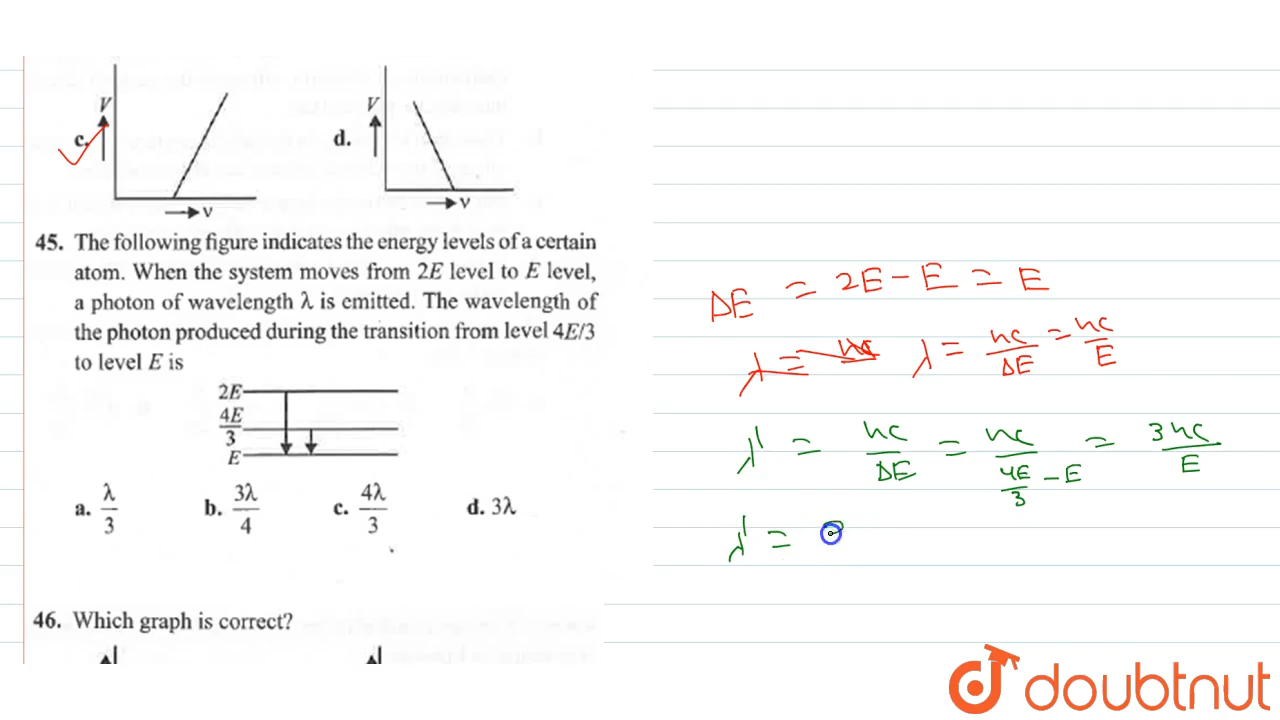 V
c.
ν
V
d.
ν
45. The following figure indicates the energy levels of a certain
atom. When the system moves from 2E level to E level,
a photon of wavelength λ is emitted. The wavelength of
the photon produced during the transition from level 4E/3
to level E is
2E
4E/3
E
a. λ/3 b. 3λ/4 c. 4λ/3 d. 3λ
46. Which graph is correct?
ΔE = 2E - E = E
λ = hc/ΔE = hc/E
λ' = hc/ΔE = hc/(4E/3 - E) = 3hc/E
λ' =
doubtnut